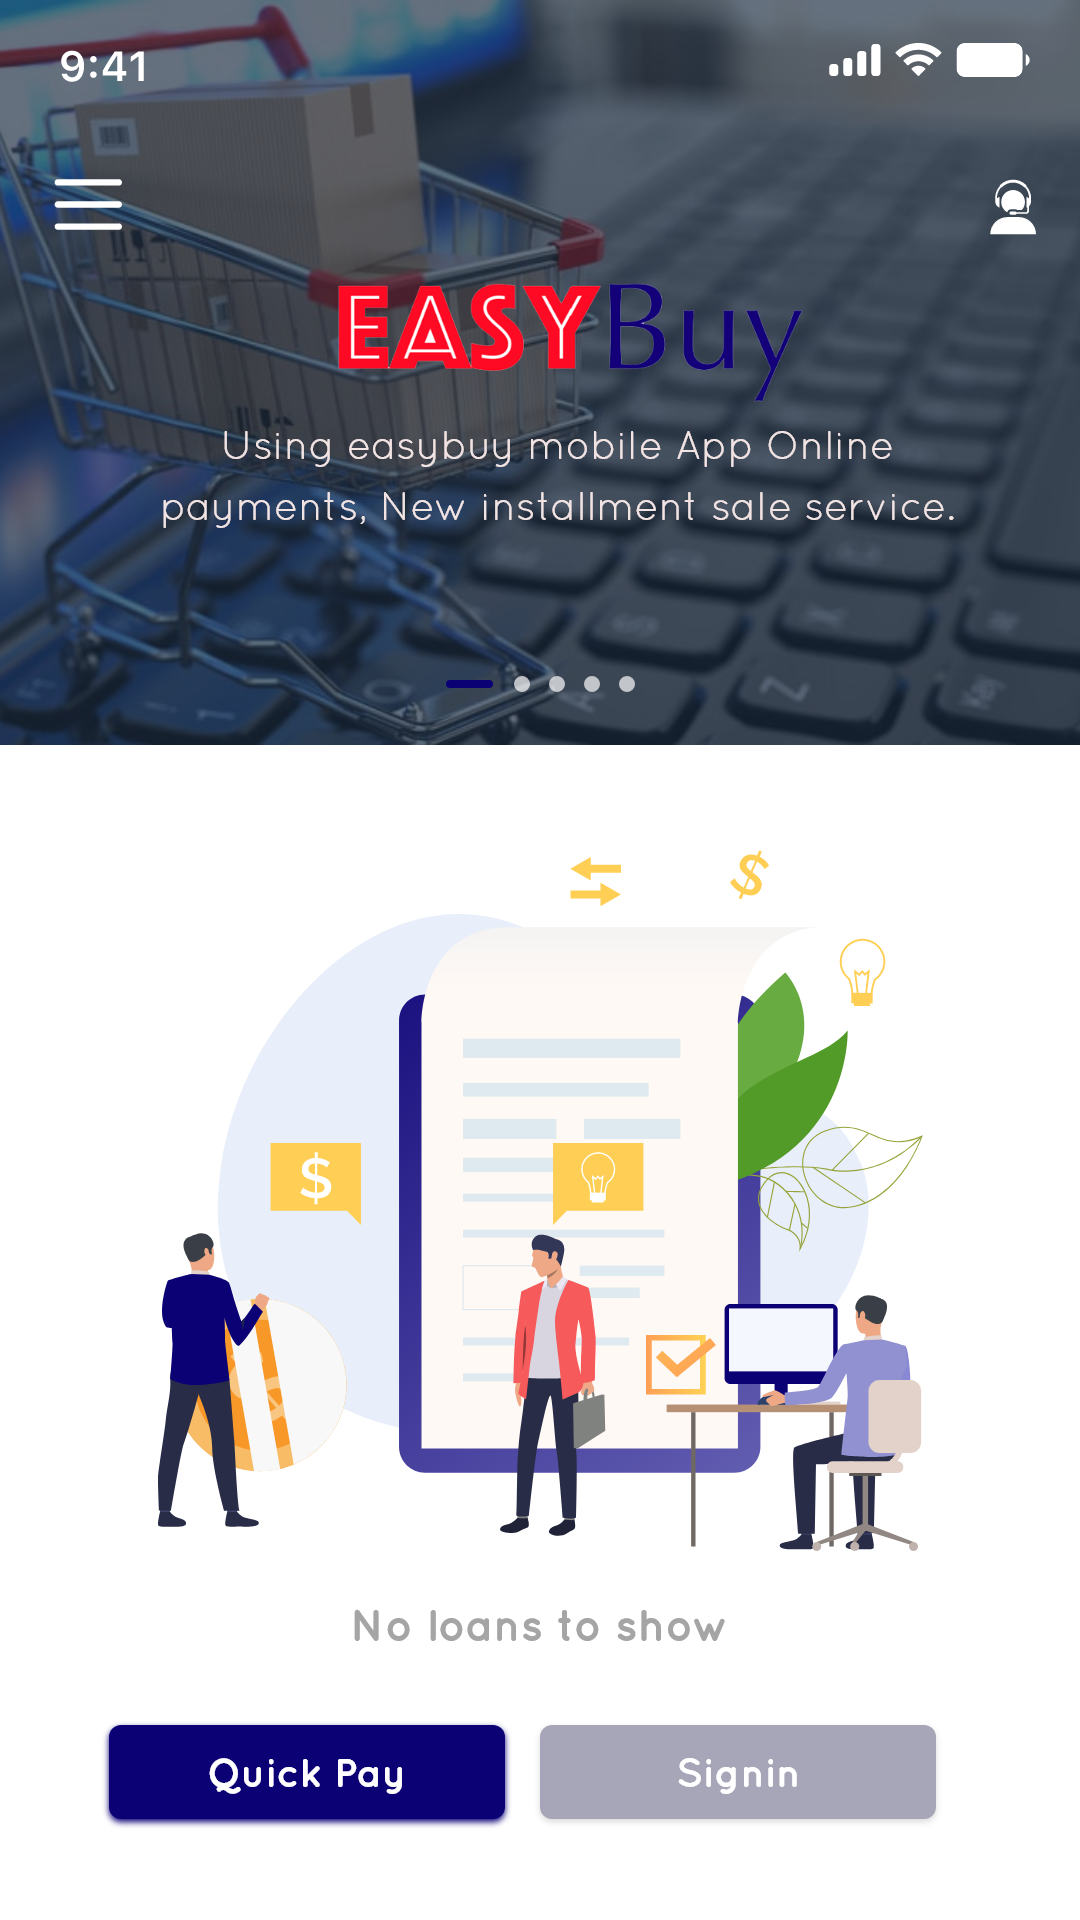 9:41
EASYBuy
Using easybuy mobile App Online
payments, New installment sale service.
$
$
No loans to show
Quick Pay
Signin